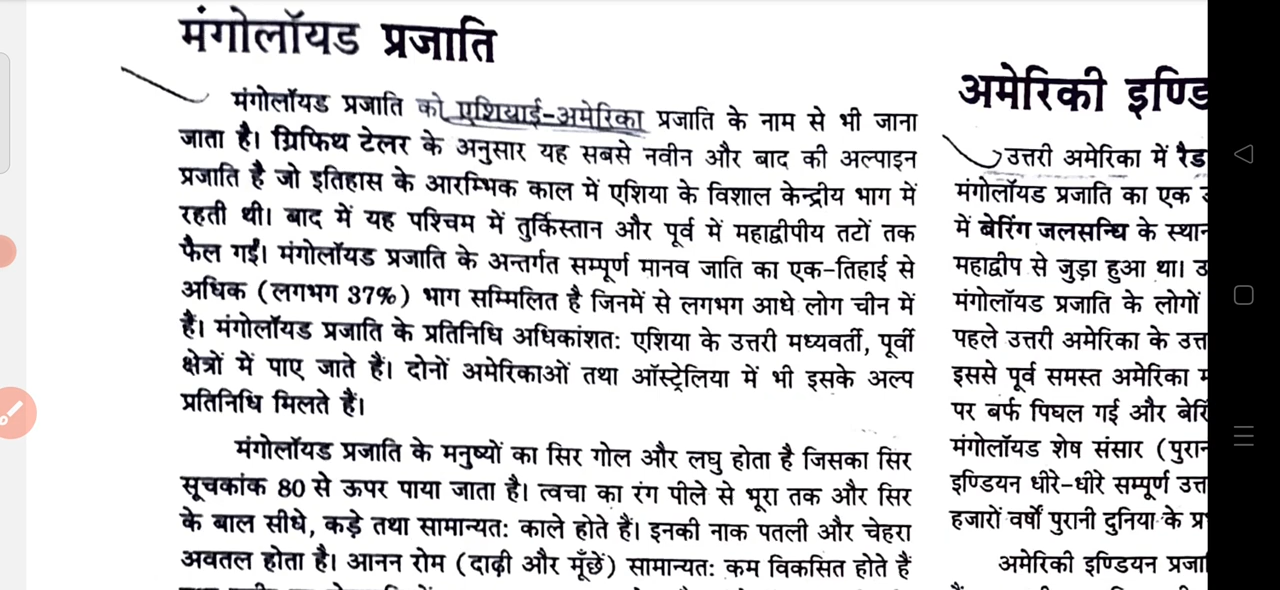 मंगोलॉयड प्रजाति
मंगोलॉयड प्रजाति को एशियाई-अमेरिका प्रजाति के नाम से भी जाना
जाता है। ग्रिफिथ टेलर के अनुसार यह सबसे नवीन और बाद की अल्पाइन
प्रजाति है जो इतिहास के आरम्भिक काल में एशिया के विशाल केन्द्रीय भाग में
रहती थी। बाद में यह पश्चिम में तुर्किस्तान और पूर्व में महाद्वीपीय तटों तक
फैल गईं। मंगोलॉयड प्रजाति के अन्तर्गत सम्पूर्ण मानव जाति का एक-तिहाई से
अधिक (लगभग 37%) भाग सम्मिलित है जिनमें से लगभग आधे लोग चीन में
हैं। मंगोलॉयड प्रजाति के प्रतिनिधि अधिकांशत: एशिया के उत्तरी मध्यवर्ती, पूर्वी
क्षेत्रों में पाए जाते हैं। दोनों अमेरिकाओं तथा ऑस्ट्रेलिया में भी इसके अल्प
प्रतिनिधि मिलते हैं।
मंगोलॉयड प्रजाति के मनुष्यों का सिर गोल और लघु होता है जिसका सिर
सूचकांक 80 से ऊपर पाया जाता है। त्वचा का रंग पीले से भूरा तक और सिर
के बाल सीधे, कड़े तथा सामान्यत: काले होते हैं। इनकी नाक पतली और चेहरा
अवतल होता है। आनन रोम (दाढ़ी और मूँछें) सामान्यत: कम विकसित होते हैं
अमेरिकी इण्ड
उत्तरी अमेरिका में रैड
मंगोलॉयड प्रजाति का एक
में बेरिंग जलसन्धि के स्थान
महाद्वीप से जुड़ा हुआ था।
मंगोलॉयड प्रजाति के लोगों
पहले उत्तरी अमेरिका के उत्त
इससे पूर्व समस्त अमेरिका
पर बर्फ पिघल गई और बेरि
मंगोलॉयड शेष संसार (पुरान
इण्डियन धीरे-धीरे सम्पूर्ण उत्त
हजारों वर्षों पुरानी दुनिया के प्र
अमेरिकी इण्डियन प्रजा